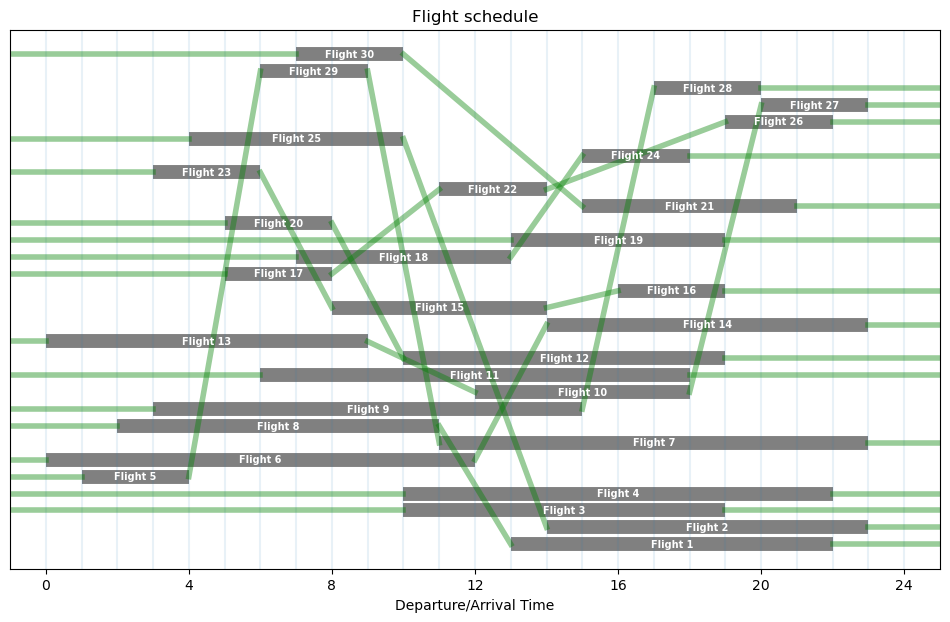 Flight schedule
Flight 30
Flight 29
Flight 28
Flight 27
Flight 26
Flight 25
Flight 24
Flight 23
Flight 22
Flight 21
Flight 20
Flight 19
Flight 18
Flight 17
Flight 16
Flight 15
Flight 14
Flight 13
Flight 12
Flight 11
Flight 10
Flight 9
Flight 8
Flight 7
Flight 6
Flight 5
Flight 4
Flight 3
Flight 2
Flight 1
0 4 8 12 16 20 24
Departure/Arrival Time